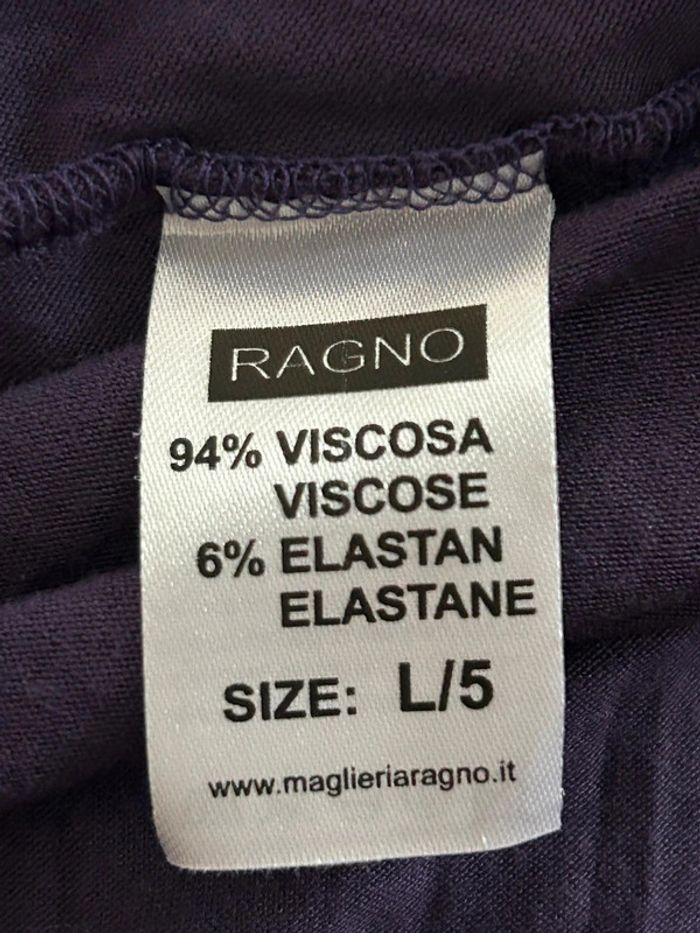 RAGNO
94% VISCOSA
VISCOSE
6% ELASTAN
ELASTANE
SIZE: L/5
www.maglieriaragno.it